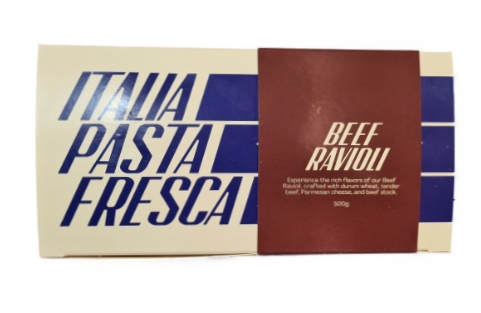 ITALIA
PASTA
FRESCA
BEEF
RAVIOLI
Experience the rich flavors of our Beef
Ravioli, crafted with durum wheat, tender
beef, Parmesan cheese, and beef stock
500g